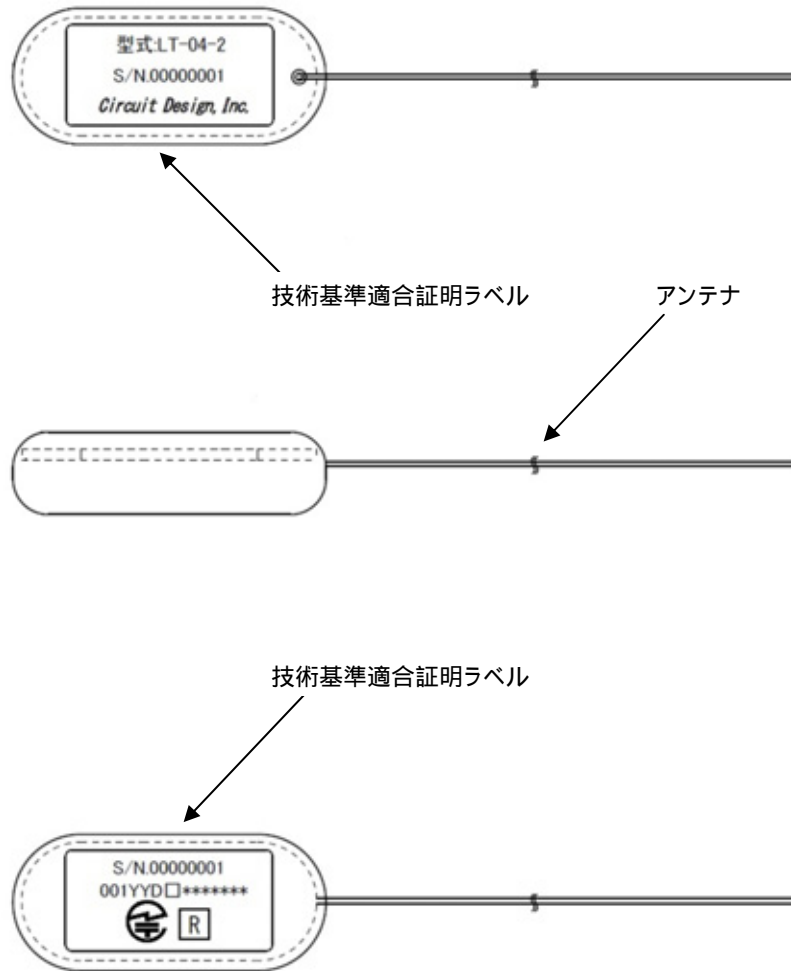 型式:LT-04-2
S/N.00000001
Circuit Design, Inc.
技術基準適合証明ラベル
アンテナ
技術基準適合証明ラベル
S/N.00000001
001YYD□*******
R